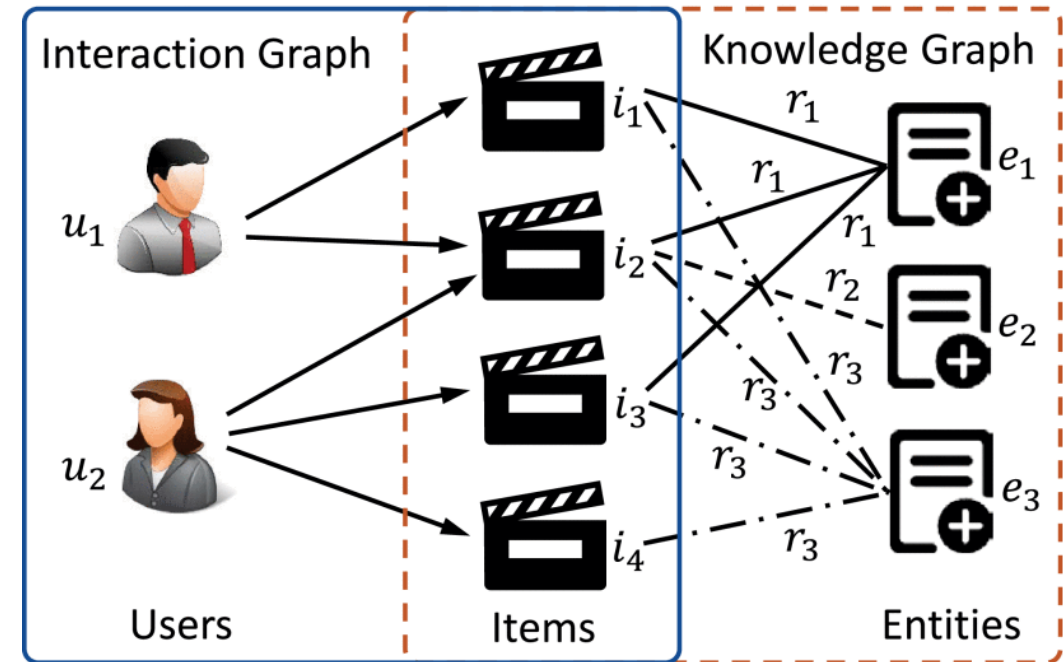 Interaction Graph
Knowledge Graph
u₁
u₂
i₁
i₂
i₃
i₄
r₁
r₁
r₁
r₂
r₃
r₃
r₃
r₃
e₁
e₂
e₃
Users
Items
Entities